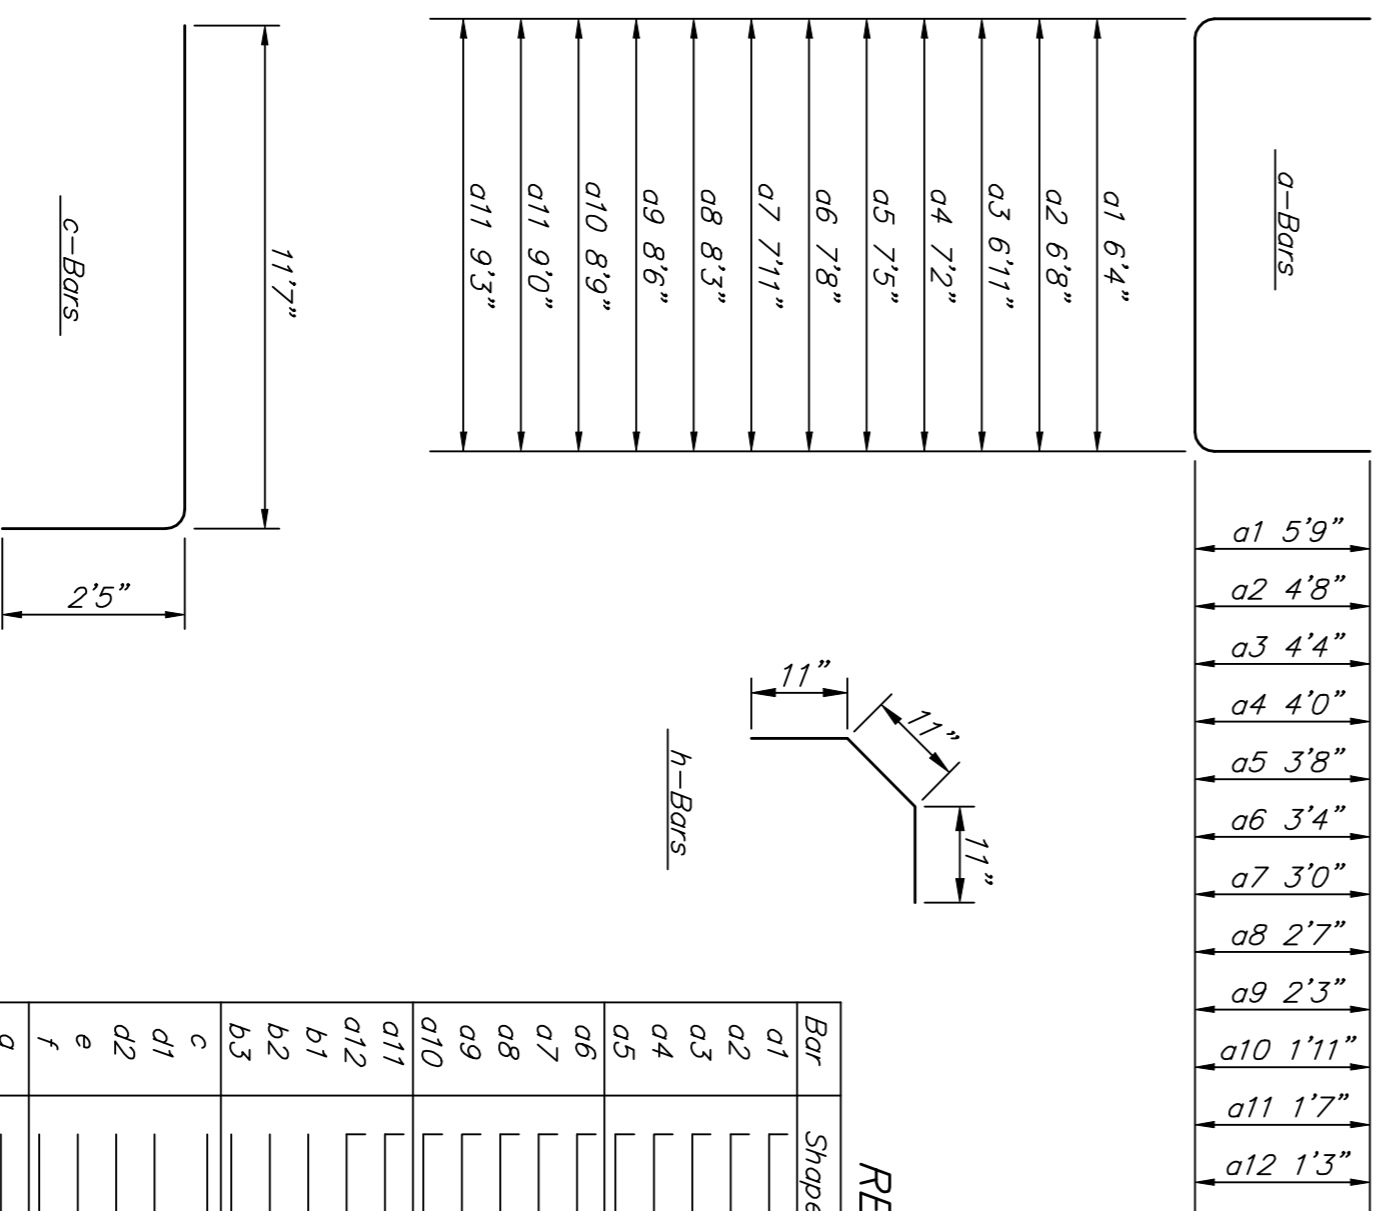 a-Bars
a1 6'4"
a2 6'8"
a3 6'11"
a4 7'2"
a5 7'5"
a6 7'8"
a7 7'11"
a8 8'3"
a9 8'6"
a10 8'9"
a11 9'0"
a11 9'3"
a1 5'9"
a2 4'8"
a3 4'4"
a4 4'0"
a5 3'8"
a6 3'4"
a7 3'0"
a8 2'7"
a9 2'3"
a10 1'11"
a11 1'7"
a12 1'3"
11'7"
2'5"
c-Bars
11"
11"
11"
h-Bars
Bar Shape
a1
a2
a3
a4
a5
a6
a7
a8
a9
a10
a11
a12
b1
b2
b3
c
d1
d2
e
f